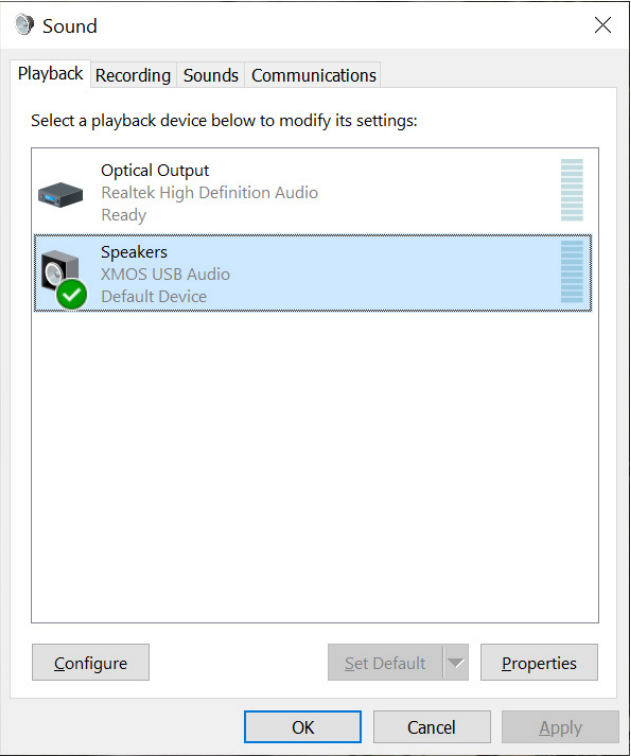 Sound
Playback Recording Sounds Communications
Select a playback device below to modify its settings:
Optical Output
Realtek High Definition Audio
Ready
Speakers
XMOS USB Audio
Default Device
Configure Set Default Properties
OK Cancel Apply